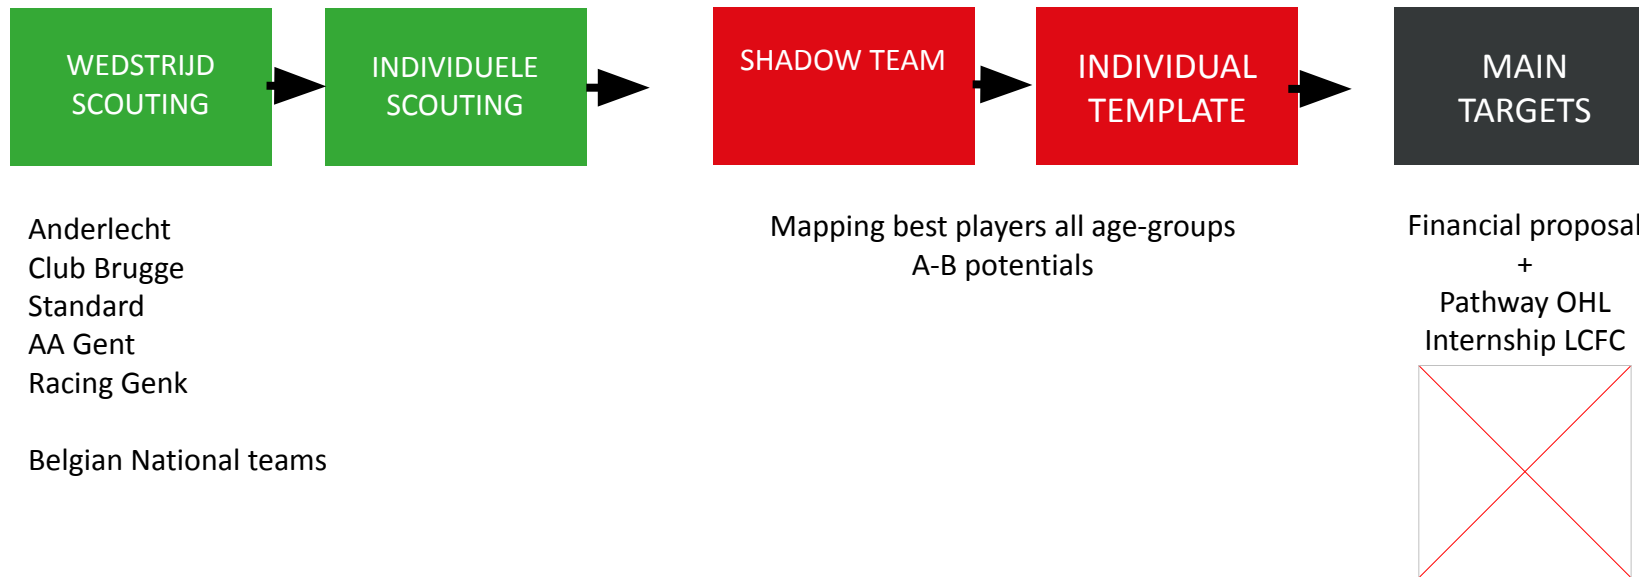 WEDSTRIJD
SCOUTING
INDIVIDUELE
SCOUTING
SHADOW TEAM
INDIVIDUAL
TEMPLATE
MAIN
TARGETS
Anderlecht
Club Brugge
Standard
AA Gent
Racing Genk
Belgian National teams
Mapping best players all age-groups
A-B potentials
Financial proposal
+
Pathway OHL
Internship LCFC